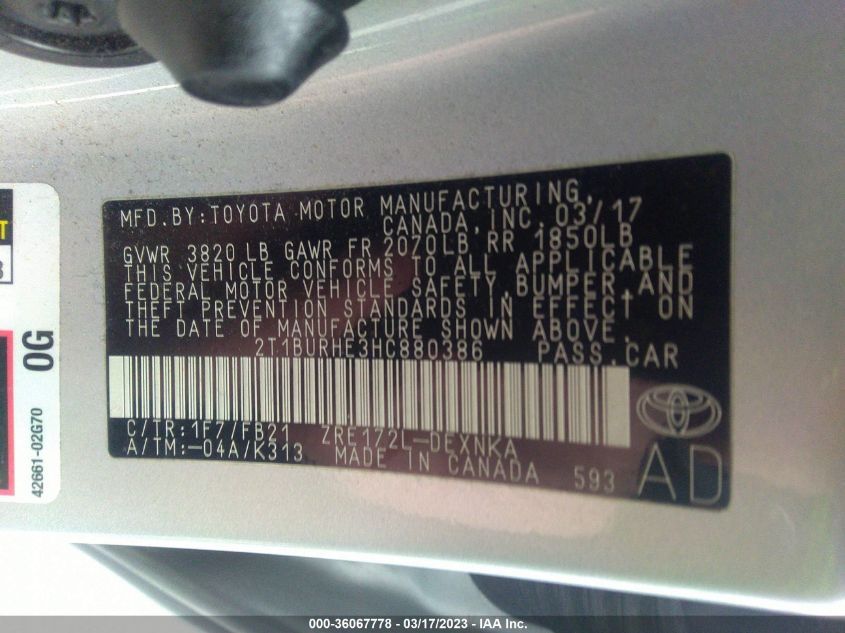 MFD.BY:TOYOTA MOTOR MANUFACTURING,
CANADA,INC. 03/17
GVWR 3820 LB GAWR FR 2070LB RR 1850LB
THIS VEHICLE CONFORMS TO ALL APPLICABLE
FEDERAL MOTOR VEHICLE SAFETY,BUMPER,AND
THEFT PREVENTION STANDARDS IN EFFECT ON
THE DATE OF MANUFACTURE SHOWN ABOVE.
2T1BURHE3HC880386 PASS.CAR
C/TR:1F7/FB21 ZRE172L-DEXNKA
A/TM:-04A/K313 MADE IN CANADA 593
AD
0G
42661-02G70
000-36067778 - 03/17/2023 - IAA Inc.